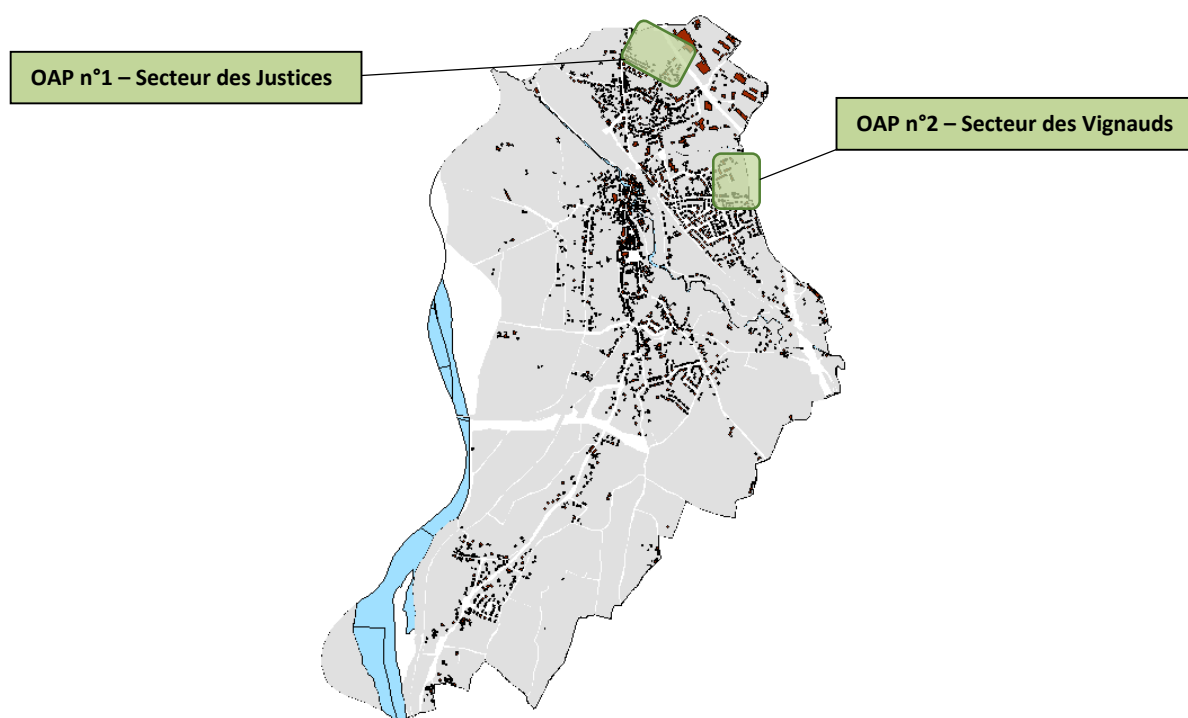 OAP n°1 – Secteur des Justices
OAP n°2 – Secteur des Vignauds